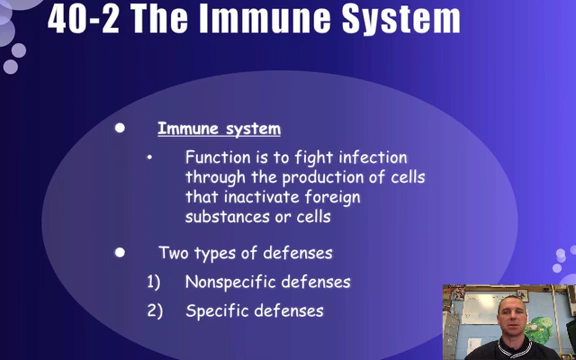 40-2 The Immune System
Immune system
Function is to fight infection
through the production of cells
that inactivate foreign
substances or cells
Two types of defenses
1) Nonspecific defenses
2) Specific defenses